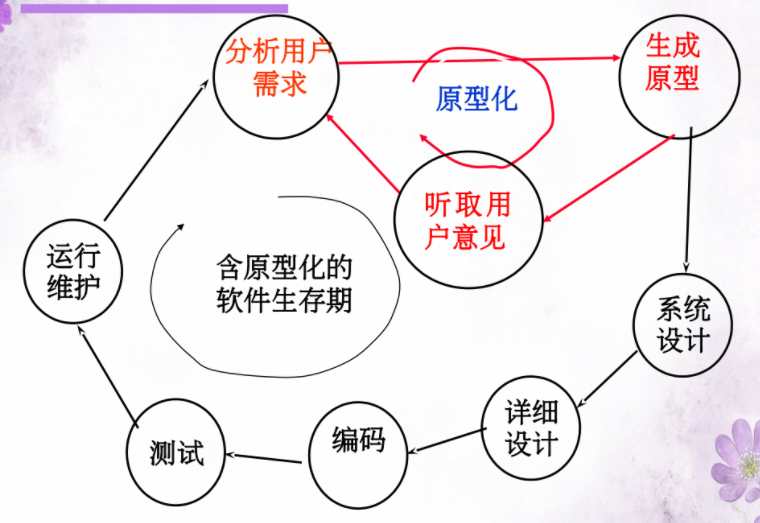 分析用户
需求
生成
原型
原型化
听取用
户意见
运行
维护
含原型化的
软件生存期
系统
设计
详细
设计
编码
测试